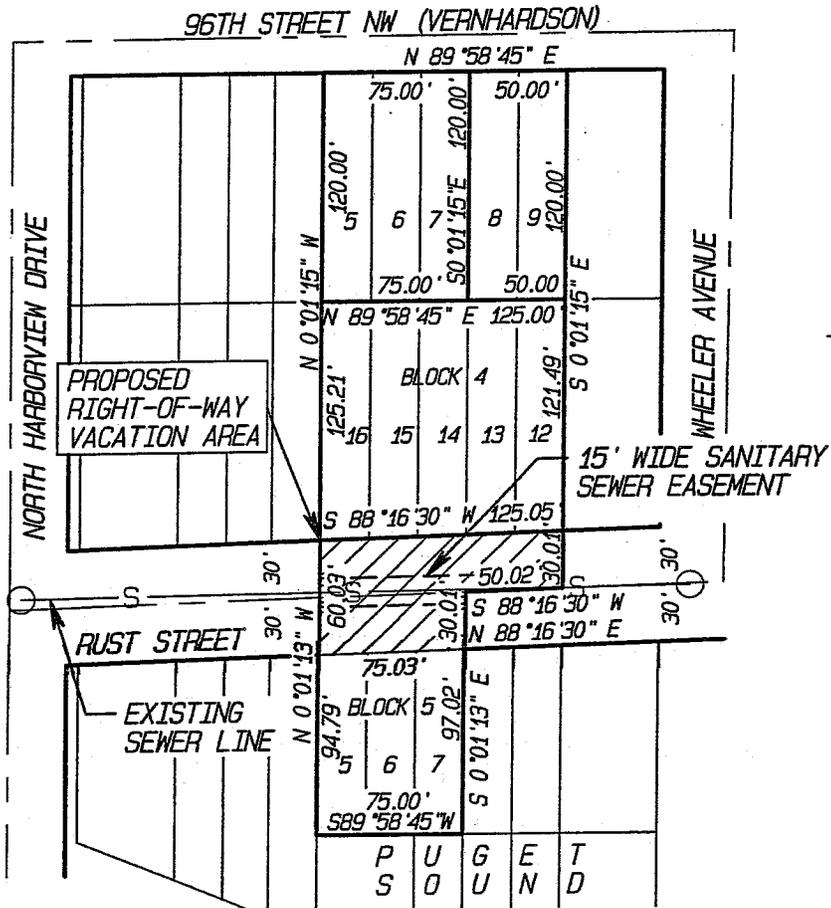 96TH STREET NW (VERNHARDSON)
N 89°58'45" E
75.00'
50.00'
120.00'
120.00'
120.00'
S0°01'15"E
5
6
7
8
9
75.00'
50.00
N 0°01'15" W
S 0°01'15" E
NORTH HARBORVIEW DRIVE
WHEELER AVENUE
N 89°58'45" E 125.00'
BLOCK 4
125.21'
121.49'
16
15
14
13
12
PROPOSED
RIGHT-OF-WAY
VACATION AREA
15' WIDE SANITARY
SEWER EASEMENT
S 88°16'30" W 125.05'
30'
30'
60.03'
50.02'
30.01'
30.01'
30'
30'
S
S
S
S 88°16'30" W
N 88°16'30" E
RUST STREET
75.03'
N 0°01'13" W
EXISTING
SEWER LINE
BLOCK 5
94.79'
97.02'
S 0°01'13" E
5
6
7
75.00'
S89°58'45"W
PUGET
SOUND